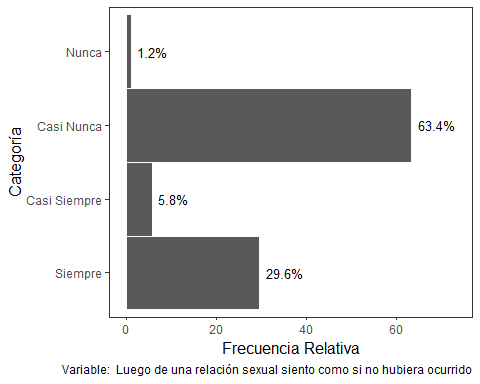 Nunca
1.2%
Casi Nunca
63.4%
Casi Siempre
5.8%
Siempre
29.6%
Categoría
0 20 40 60
Frecuencia Relativa
Variable: Luego de una relación sexual siento como si no hubiera ocurrido